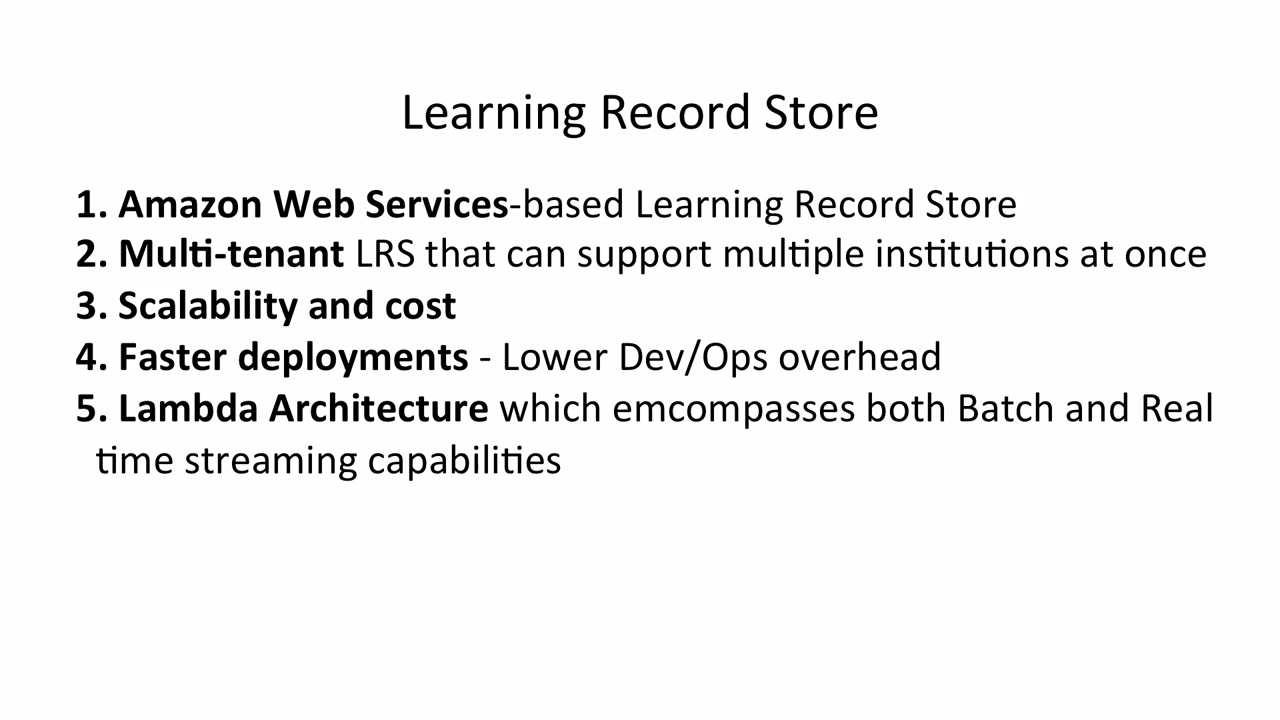 Learning Record Store
1. Amazon Web Services-based Learning Record Store
2. Multi-tenant LRS that can support multiple institutions at once
3. Scalability and cost
4. Faster deployments - Lower Dev/Ops overhead
5. Lambda Architecture which emcompasses both Batch and Real
time streaming capabilities